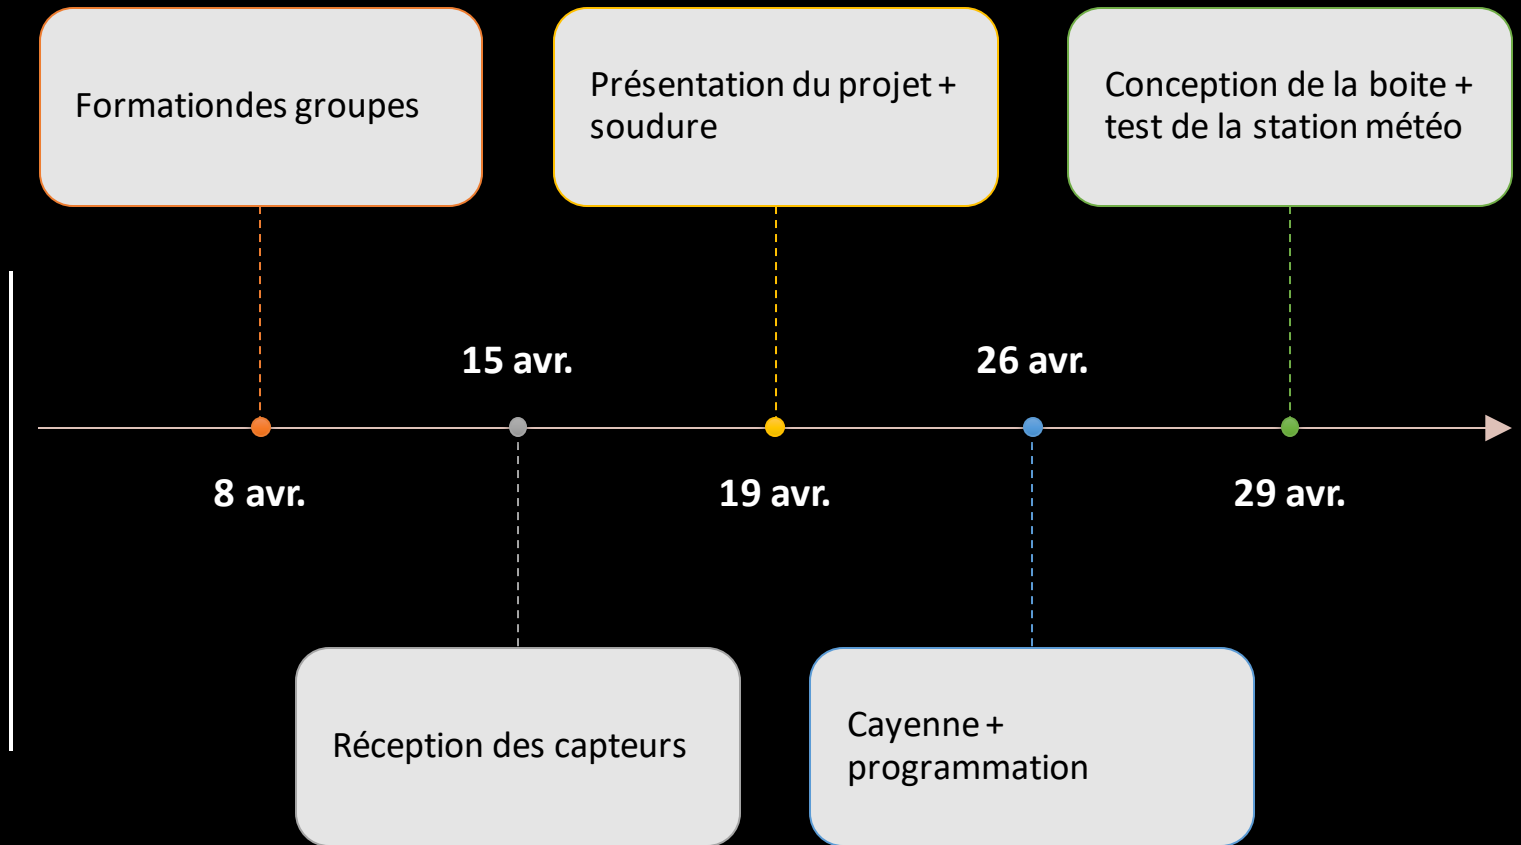 Formationdes groupes
Présentation du projet +
soudure
Conception de la boite +
test de la station météo
15 avr.
26 avr.
8 avr.
19 avr.
29 avr.
Réception des capteurs
Cayenne +
programmation